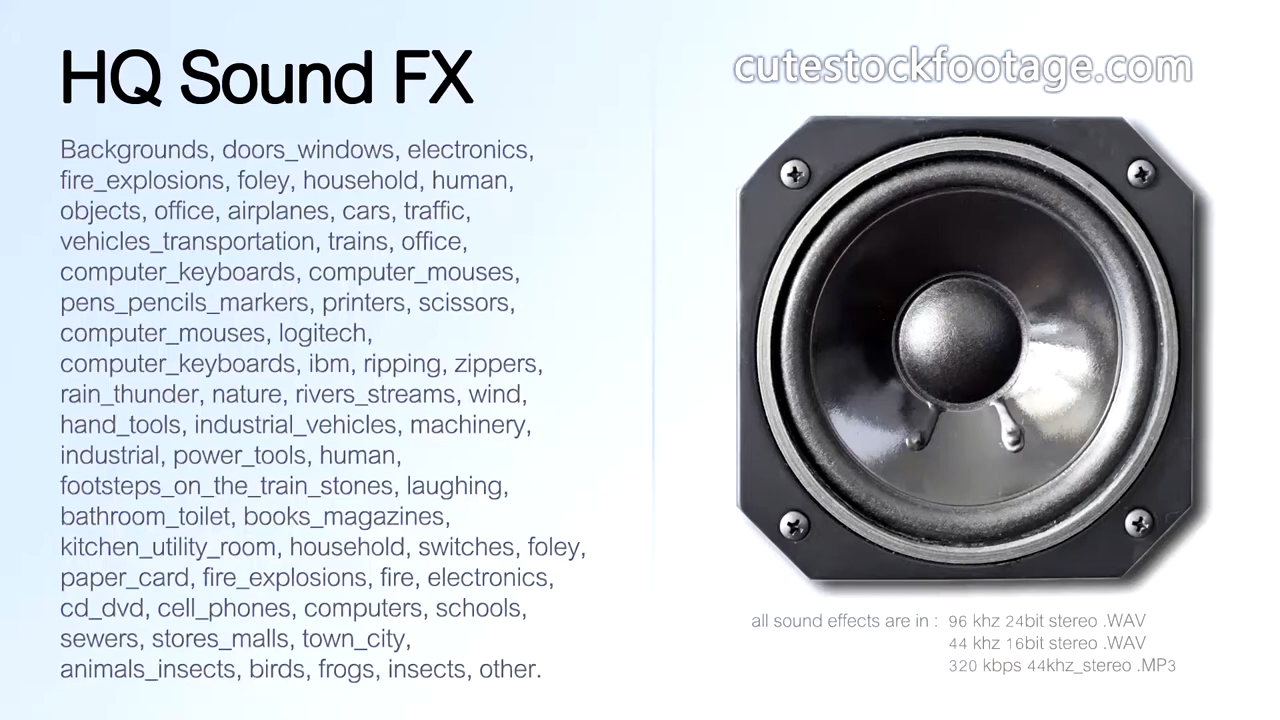 HQ Sound FX
cutestockfootage.com
Backgrounds, doors_windows, electronics,
fire_explosions, foley, household, human,
objects, office, airplanes, cars, traffic,
vehicles_transportation, trains, office,
computer_keyboards, computer_mouses,
pens_pencils_markers, printers, scissors,
computer_mouses, logitech,
computer_keyboards, ibm, ripping, zippers,
rain_thunder, nature, rivers_streams, wind,
hand_tools, industrial_vehicles, machinery,
industrial, power_tools, human,
footsteps_on_the_train_stones, laughing,
bathroom_toilet, books_magazines,
kitchen_utility_room, household, switches, foley,
paper_card, fire_explosions, fire, electronics,
cd_dvd, cell_phones, computers, schools,
sewers, stores_malls, town_city,
animals_insects, birds, frogs, insects, other.
all sound effects are in : 96 khz 24bit stereo .WAV
44 khz 16bit stereo .WAV
320 kbps 44khz_stereo .MP3